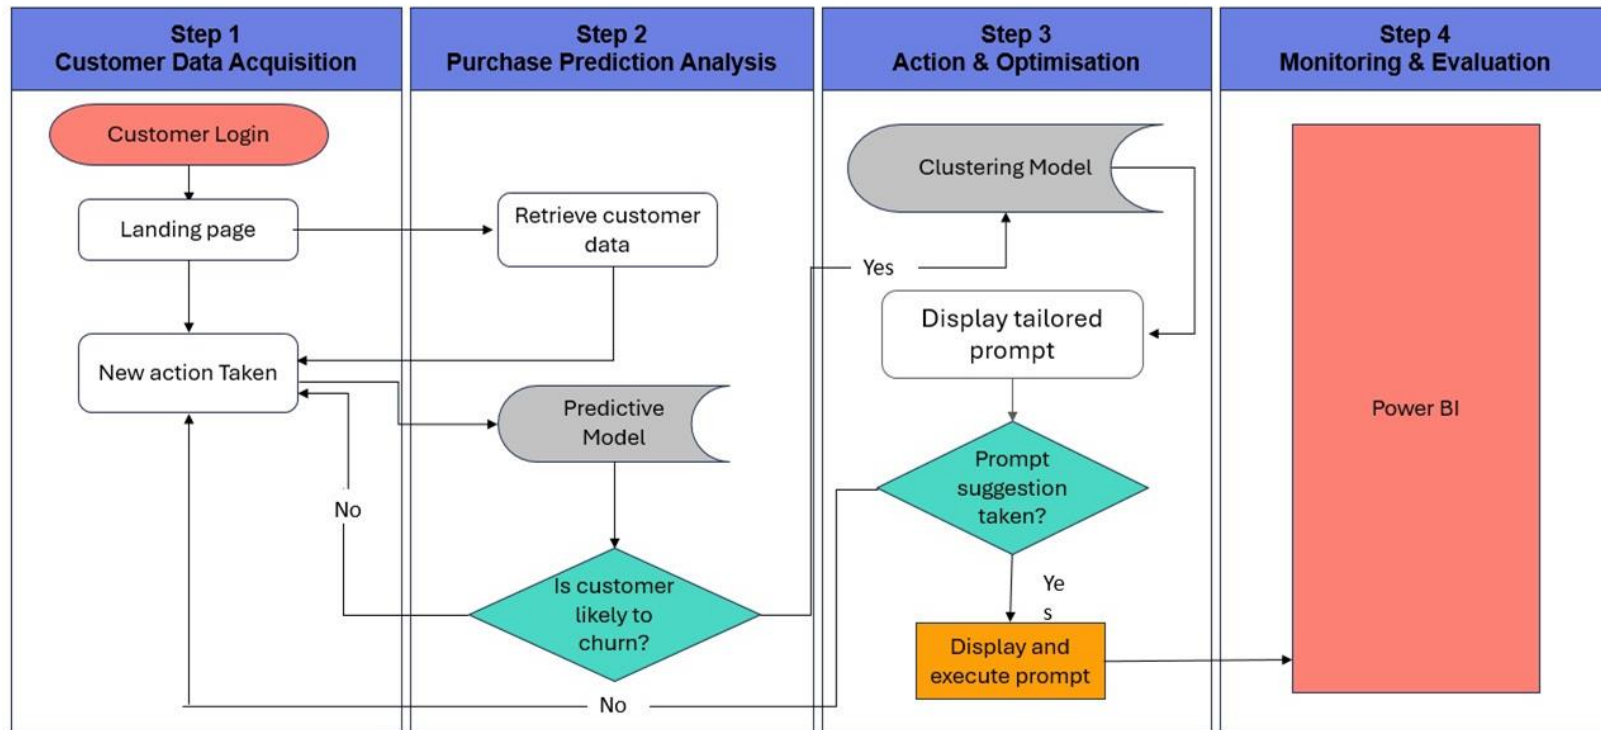 Step 1
Customer Data Acquisition
Step 2
Purchase Prediction Analysis
Step 3
Action & Optimisation
Step 4
Monitoring & Evaluation
Customer Login
Landing page
New action Taken
No
Retrieve customer
data
Predictive
Model
Is customer
likely to
churn?
No
Clustering Model
Yes
Display tailored
prompt
Prompt
suggestion
taken?
Ye
s
Display and
execute prompt
Power BI